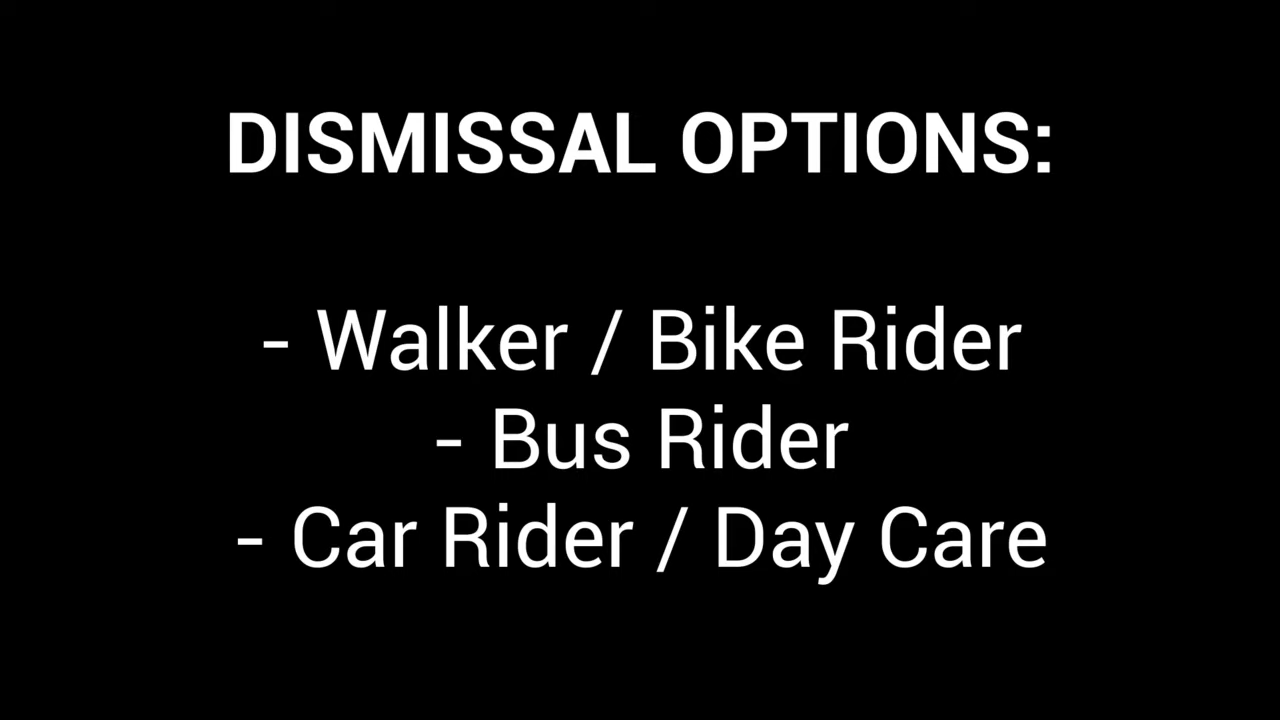 DISMISSAL OPTIONS:
- Walker / Bike Rider
- Bus Rider
- Car Rider / Day Care